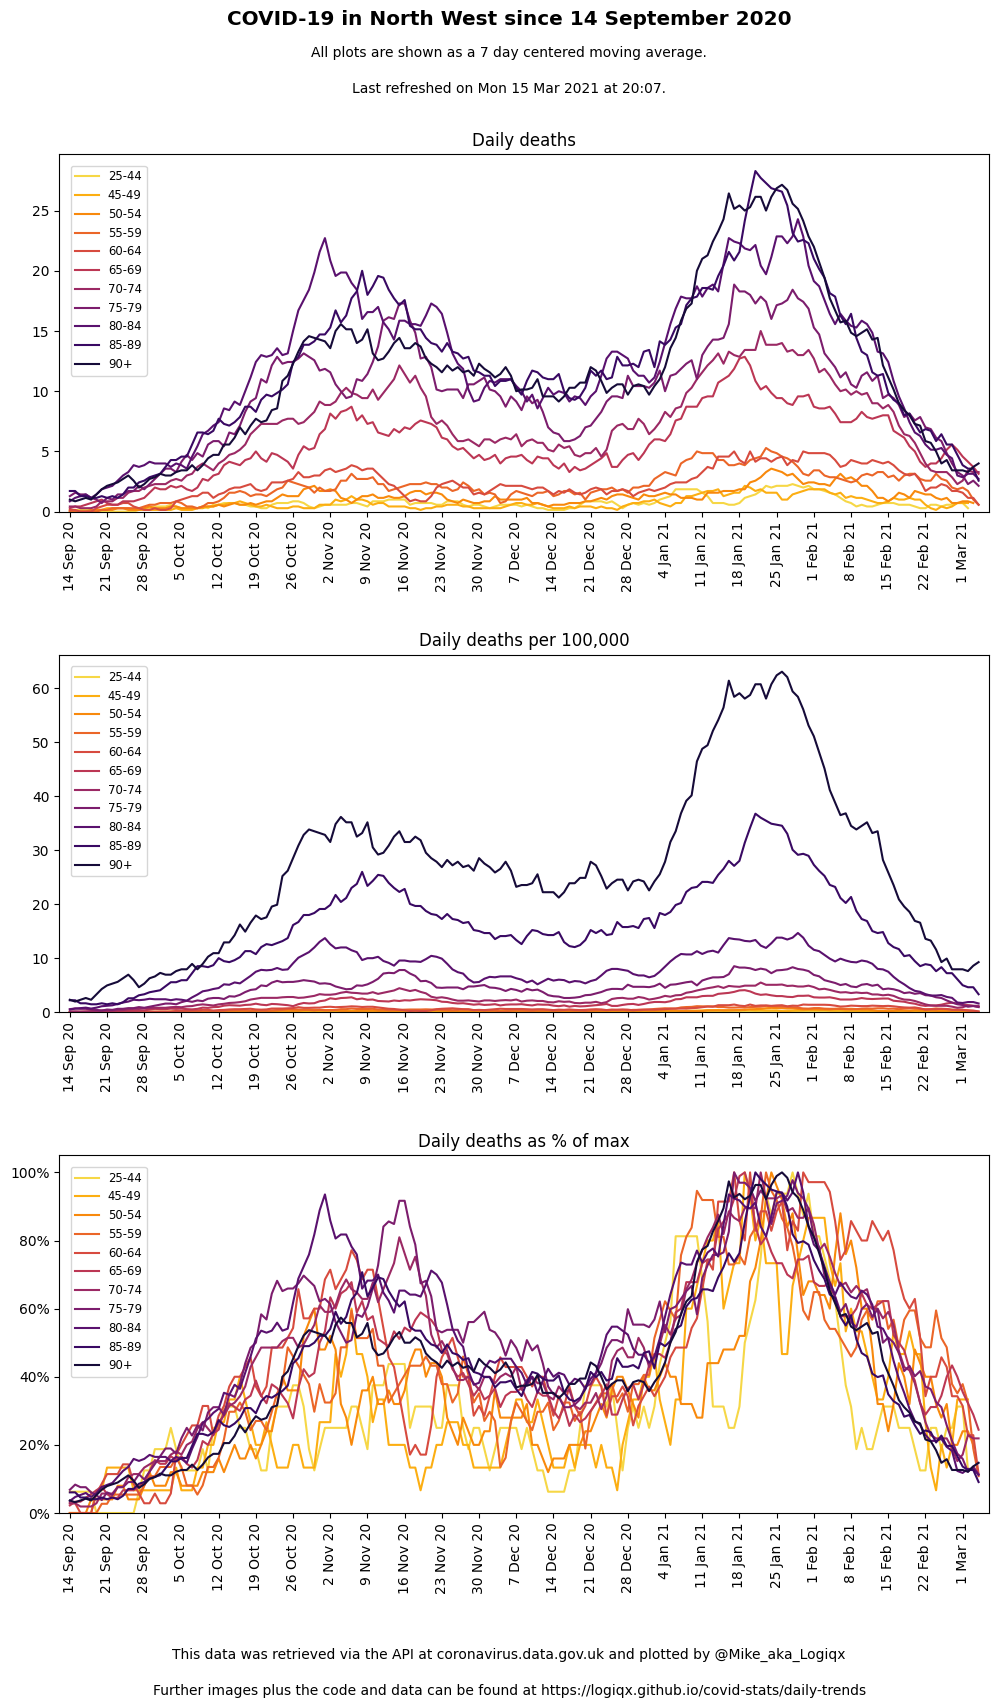 COVID-19 in North West since 14 September 2020
All plots are shown as a 7 day centered moving average.
Last refreshed on Mon 15 Mar 2021 at 20:07.
Daily deaths
25-44
45-49
50-54
55-59
60-64
65-69
70-74
75-79
80-84
85-89
90+
25
20
15
10
5
0
14 Sep 20
21 Sep 20
28 Sep 20
5 Oct 20
12 Oct 20
19 Oct 20
26 Oct 20
2 Nov 20
9 Nov 20
16 Nov 20
23 Nov 20
30 Nov 20
7 Dec 20
14 Dec 20
21 Dec 20
28 Dec 20
4 Jan 21
11 Jan 21
18 Jan 21
25 Jan 21
1 Feb 21
8 Feb 21
15 Feb 21
22 Feb 21
1 Mar 21
Daily deaths per 100,000
25-44
45-49
50-54
55-59
60-64
65-69
70-74
75-79
80-84
85-89
90+
60
50
40
30
20
10
0
14 Sep 20
21 Sep 20
28 Sep 20
5 Oct 20
12 Oct 20
19 Oct 20
26 Oct 20
2 Nov 20
9 Nov 20
16 Nov 20
23 Nov 20
30 Nov 20
7 Dec 20
14 Dec 20
21 Dec 20
28 Dec 20
4 Jan 21
11 Jan 21
18 Jan 21
25 Jan 21
1 Feb 21
8 Feb 21
15 Feb 21
22 Feb 21
1 Mar 21
Daily deaths as % of max
25-44
45-49
50-54
55-59
60-64
65-69
70-74
75-79
80-84
85-89
90+
100%
80%
60%
40%
20%
0%
14 Sep 20
21 Sep 20
28 Sep 20
5 Oct 20
12 Oct 20
19 Oct 20
26 Oct 20
2 Nov 20
9 Nov 20
16 Nov 20
23 Nov 20
30 Nov 20
7 Dec 20
14 Dec 20
21 Dec 20
28 Dec 20
4 Jan 21
11 Jan 21
18 Jan 21
25 Jan 21
1 Feb 21
8 Feb 21
15 Feb 21
22 Feb 21
1 Mar 21
This data was retrieved via the API at coronavirus.data.gov.uk and plotted by @Mike_aka_Logiqx
Further images plus the code and data can be found at https://logiqx.github.io/covid-stats/daily-trends